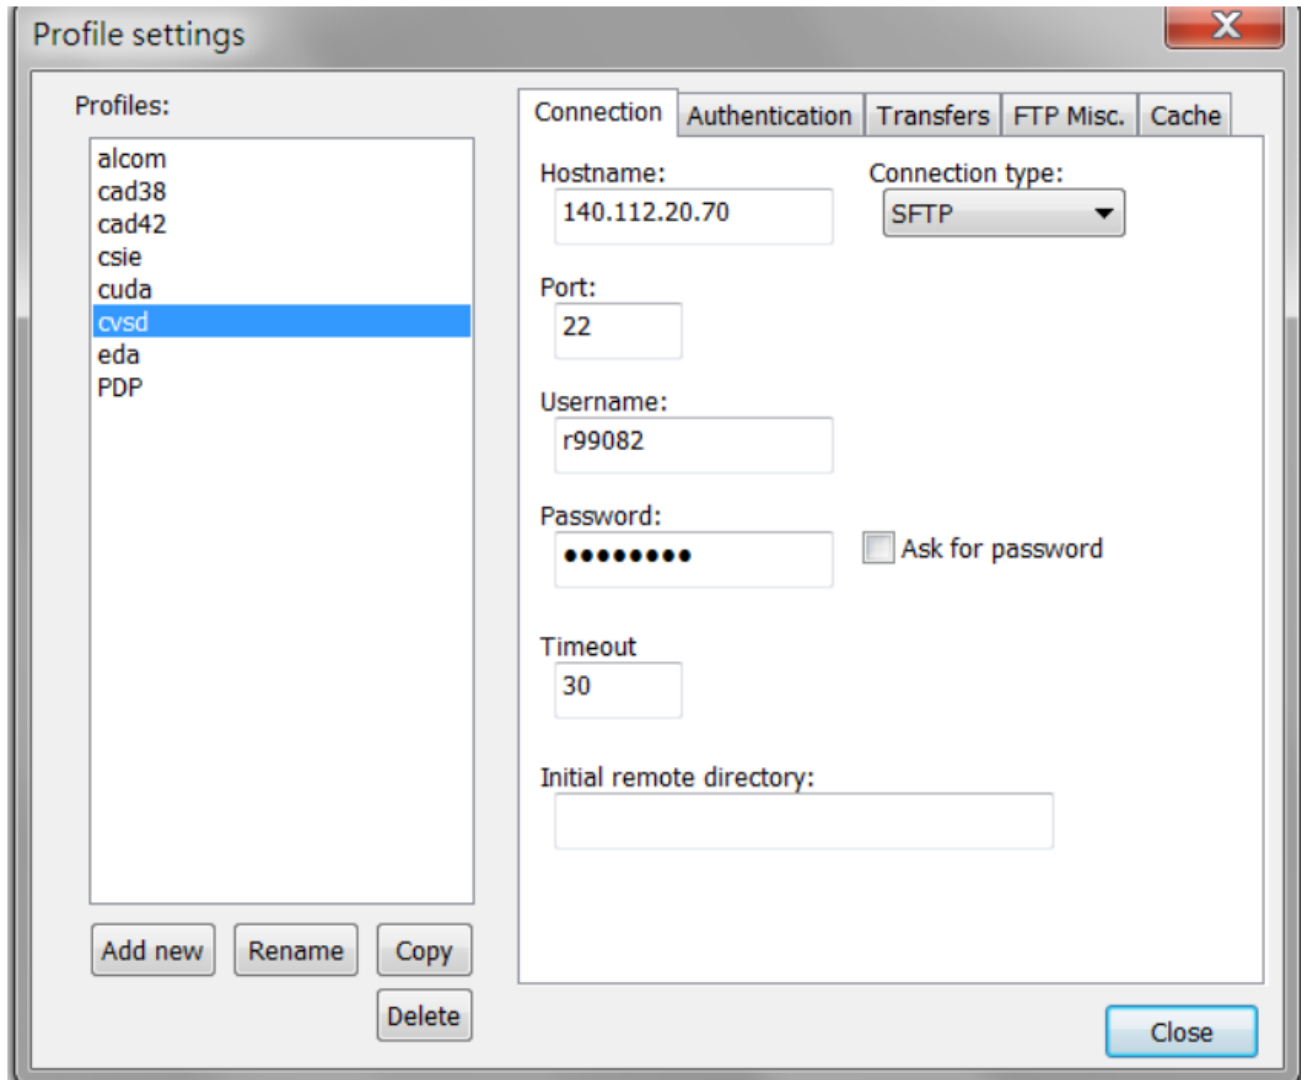 Profile settings
X
Profiles:
alcom
cad38
cad42
csie
cuda
cvsd
eda
PDP
Add new
Rename
Copy
Delete
Connection
Authentication
Transfers
FTP Misc.
Cache
Hostname:
140.112.20.70
Connection type:
SFTP
Port:
22
Username:
r99082
Password:
●●●●●●●●
Ask for password
Timeout
30
Initial remote directory:
Close